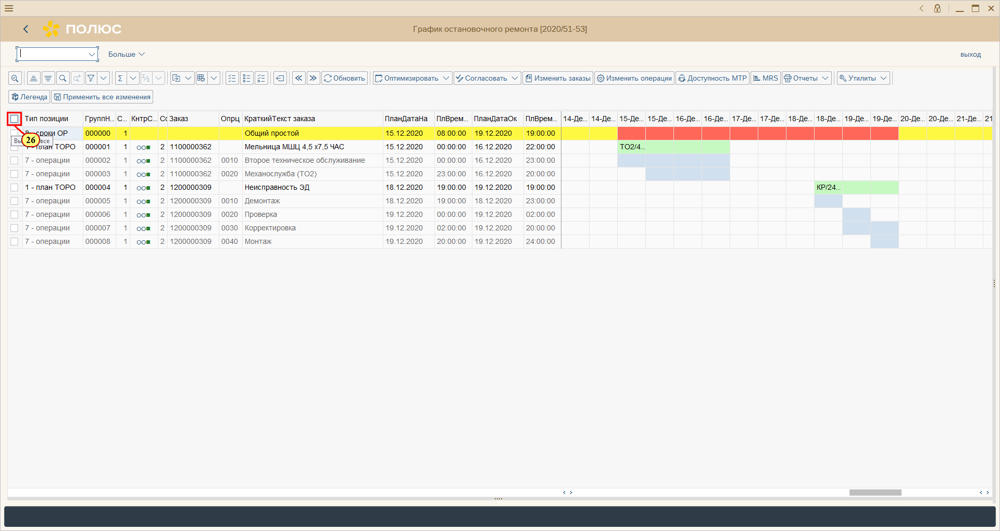 ПОЛЮС
График остановочного ремонта [2020/51-53]
Больше
выход
Обновить Оптимизировать Согласовать Изменить заказы Изменить операции Доступность МТР MRS Отчеты Утилиты
Легенда Применить все изменения
Тип позиции ГруппН... С... КнтрС... Заказ Опрц КраткийТекст заказа ПланДатаНа ПлВрем... ПланДатаОк ПлВрем... 14-Де... 14-Де... 15-Де... 15-Де... 16-Де... 16-Де... 17-Де... 17-Де... 18-Де... 18-Де... 19-Де... 19-Де... 20-Де... 20-Де... 21-Де... 21
сроки ОР 000000 1 Общий простой 15.12.2020 08:00:00 19.12.2020 19:00:00
26 все
план ТОРО 000001 1 2 1100000362 Мельница МШЦ 4,5 х7,5 ЧАС 15.12.2020 00:00:00 16.12.2020 22:00:00 ТО2/4...
7 - операции 000002 1 2 1100000362 0010 Второе техническое обслуживание 15.12.2020 00:00:00 16.12.2020 23:00:00
7 - операции 000003 1 2 1100000362 0020 Механослужба (ТО2) 15.12.2020 23:00:00 16.12.2020 20:00:00
1 - план ТОРО 000004 1 2 1200000309 Неисправность ЭД 18.12.2020 19:00:00 19.12.2020 19:00:00 КР/24...
7 - операции 000005 1 2 1200000309 0010 Демонтаж 18.12.2020 19:00:00 18.12.2020 23:00:00
7 - операции 000006 1 2 1200000309 0020 Проверка 19.12.2020 00:00:00 19.12.2020 02:00:00
7 - операции 000007 1 2 1200000309 0030 Корректировка 19.12.2020 02:00:00 19.12.2020 20:00:00
7 - операции 000008 1 2 1200000309 0040 Монтаж 19.12.2020 20:00:00 19.12.2020 24:00:00